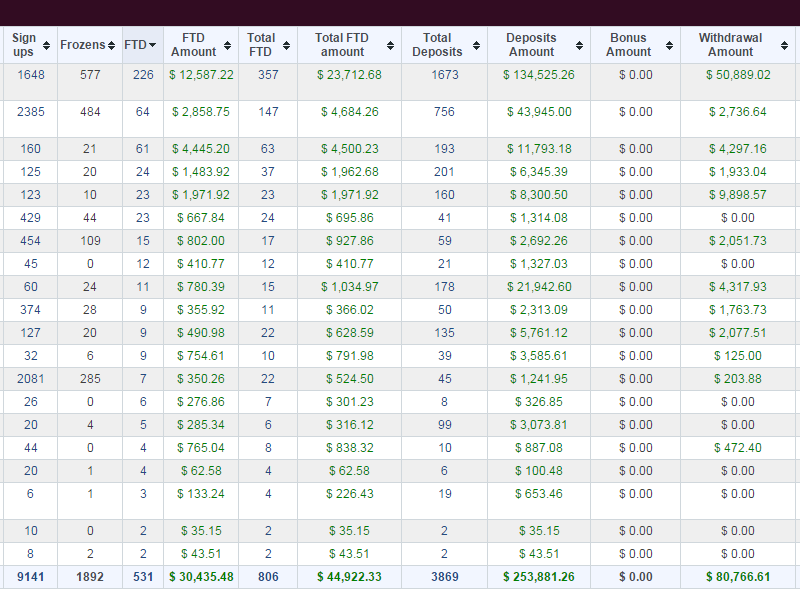 Sign ups Frozens FTD FTD Amount Total FTD Total FTD amount Total Deposits Deposits Amount Bonus Amount Withdrawal Amount
1648 577 226 $ 12,587.22 357 $ 23,712.68 1673 $ 134,525.26 $ 0.00 $ 50,889.02
2385 484 64 $ 2,858.75 147 $ 4,684.26 756 $ 43,945.00 $ 0.00 $ 2,736.64
160 21 61 $ 4,445.20 63 $ 4,500.23 193 $ 11,793.18 $ 0.00 $ 4,297.16
125 20 24 $ 1,483.92 37 $ 1,962.68 201 $ 6,345.39 $ 0.00 $ 1,933.04
123 10 23 $ 1,971.92 23 $ 1,971.92 160 $ 8,300.50 $ 0.00 $ 9,898.57
429 44 23 $ 667.84 24 $ 695.86 41 $ 1,314.08 $ 0.00 $ 0.00
454 109 15 $ 802.00 17 $ 927.86 59 $ 2,692.26 $ 0.00 $ 2,051.73
45 0 12 $ 410.77 12 $ 410.77 21 $ 1,327.03 $ 0.00 $ 0.00
60 24 11 $ 780.39 15 $ 1,034.97 178 $ 21,942.60 $ 0.00 $ 4,317.93
374 28 9 $ 355.92 11 $ 366.02 50 $ 2,313.09 $ 0.00 $ 1,763.73
127 20 9 $ 490.98 22 $ 628.59 135 $ 5,761.12 $ 0.00 $ 2,077.51
32 6 9 $ 754.61 10 $ 791.98 39 $ 3,585.61 $ 0.00 $ 125.00
2081 285 7 $ 350.26 22 $ 524.50 45 $ 1,241.95 $ 0.00 $ 203.88
26 0 6 $ 276.86 7 $ 301.23 8 $ 326.85 $ 0.00 $ 0.00
20 4 5 $ 285.34 6 $ 316.12 99 $ 3,073.81 $ 0.00 $ 0.00
44 0 4 $ 765.04 8 $ 838.32 10 $ 887.08 $ 0.00 $ 472.40
20 1 4 $ 62.58 4 $ 62.58 6 $ 100.48 $ 0.00 $ 0.00
6 1 3 $ 133.24 4 $ 226.43 19 $ 653.46 $ 0.00 $ 0.00
10 0 2 $ 35.15 2 $ 35.15 2 $ 35.15 $ 0.00 $ 0.00
8 2 2 $ 43.51 2 $ 43.51 2 $ 43.51 $ 0.00 $ 0.00
9141 1892 531 $ 30,435.48 806 $ 44,922.33 3869 $ 253,881.26 $ 0.00 $ 80,766.61